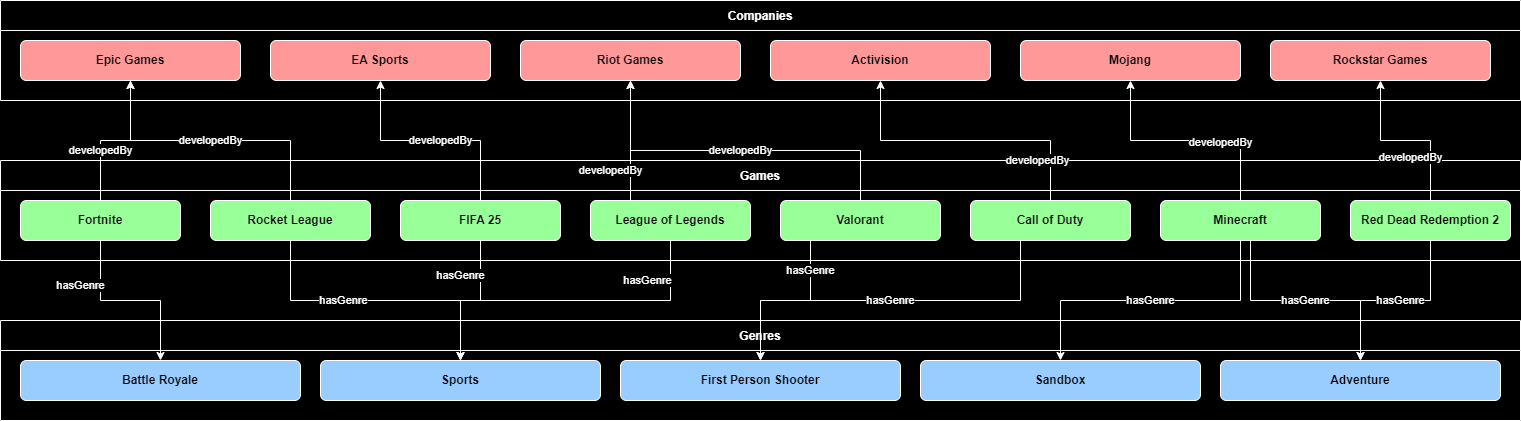 Companies
Epic Games
EA Sports
Riot Games
Activision
Mojang
Rockstar Games
developedBy
developedBy
developedBy
developedBy
developedBy
developedBy
developedBy
developedBy
Games
Fortnite
Rocket League
FIFA 25
League of Legends
Valorant
Call of Duty
Minecraft
Red Dead Redemption 2
hasGenre
hasGenre
hasGenre
hasGenre
hasGenre
hasGenre
hasGenre
hasGenre
hasGenre
Genres
Battle Royale
Sports
First Person Shooter
Sandbox
Adventure